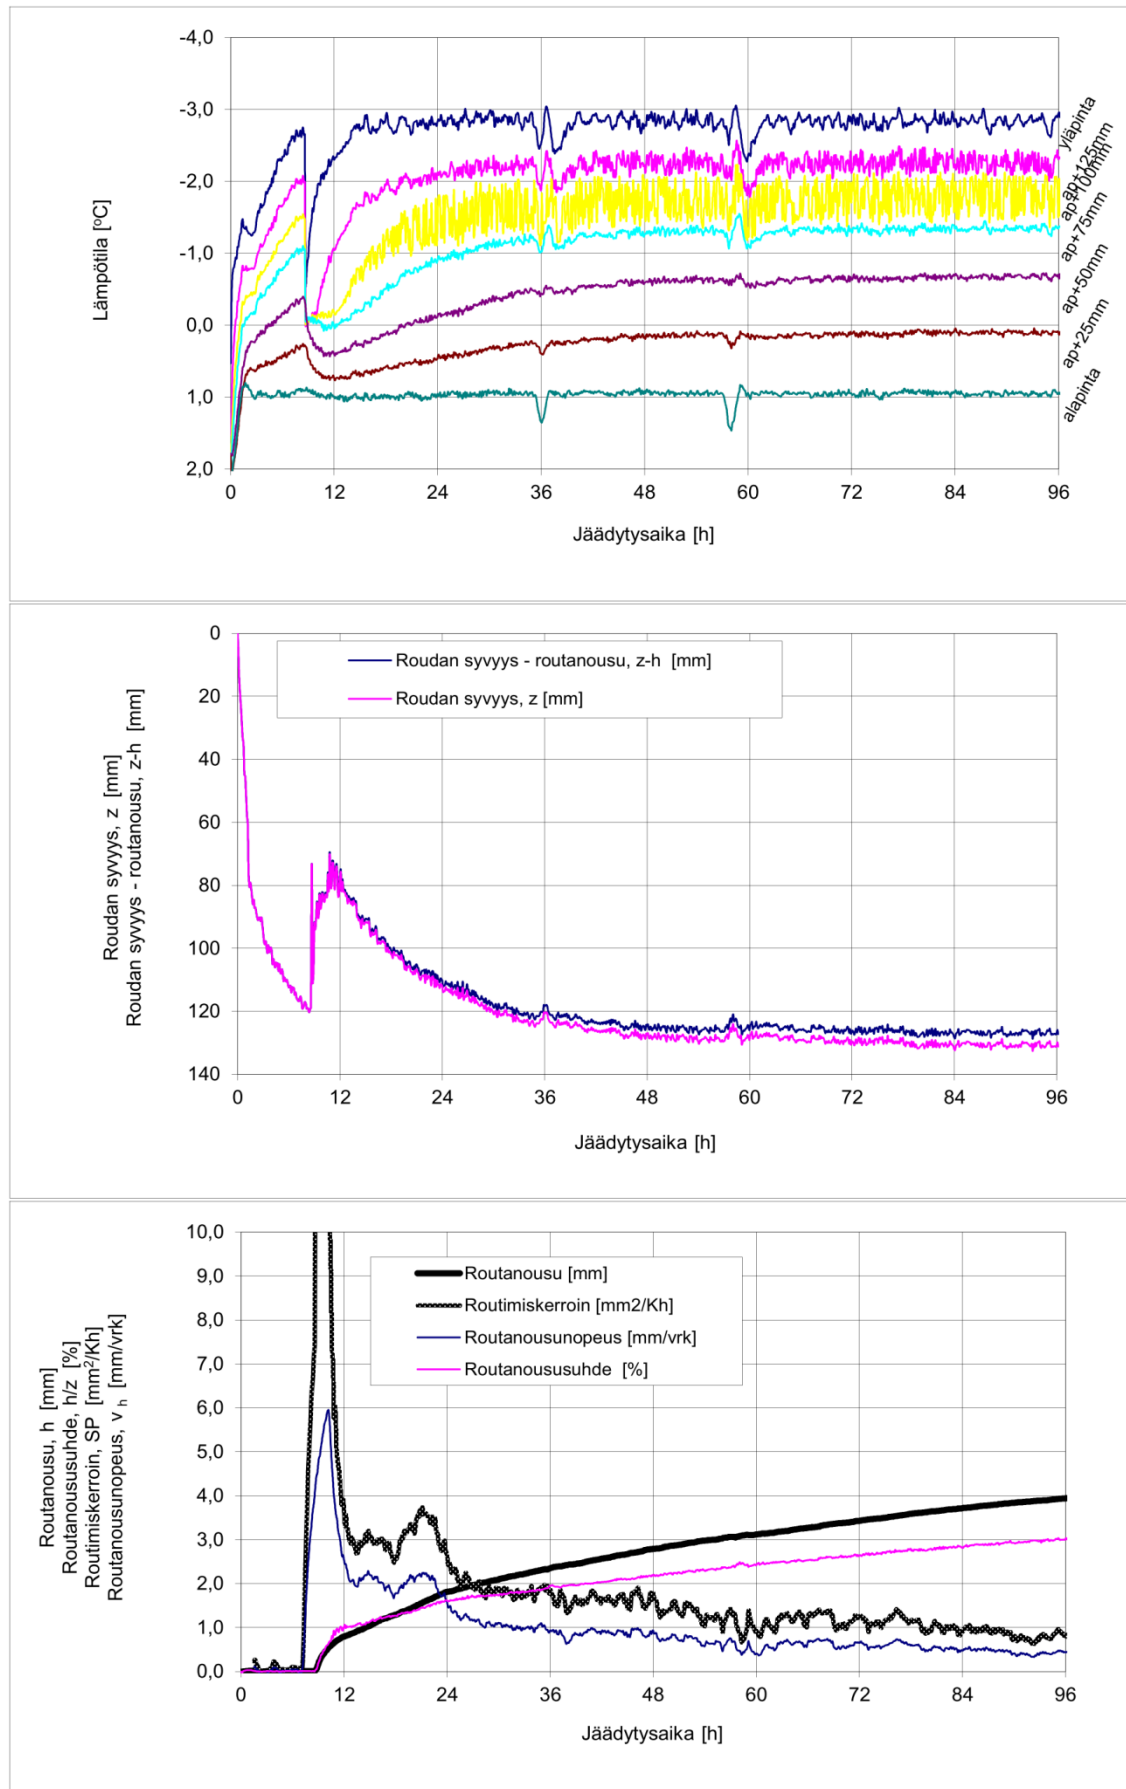 -4,0
-3,0
-2,0
-1,0
0,0
1,0
2,0
Lämpötila [ºC]
0 12 24 36 48 60 72 84 96
Jäädytysaika [h]
yläpinta
ap+125mm
ap+100mm
ap+75mm
ap+50mm
ap+25mm
alapinta
0
20
40
60
80
100
120
140
Roudan syvyys, z [mm]
Roudan syvyys - routanousu, z-h [mm]
Roudan syvyys - routanousu, z-h [mm]
Roudan syvyys, z [mm]
0 12 24 36 48 60 72 84 96
Jäädytysaika [h]
10,0
9,0
8,0
7,0
6,0
5,0
4,0
3,0
2,0
1,0
0,0
Routanousu, h [mm]
Routanoususuhde, h/z [%]
Routimiskerroin, SP [mm²/Kh]
Routanousunopeus, v h [mm/vrk]
Routanousu [mm]
Routimiskerroin [mm2/Kh]
Routanousunopeus [mm/vrk]
Routanoususuhde [%]
0 12 24 36 48 60 72 84 96
Jäädytysaika [h]